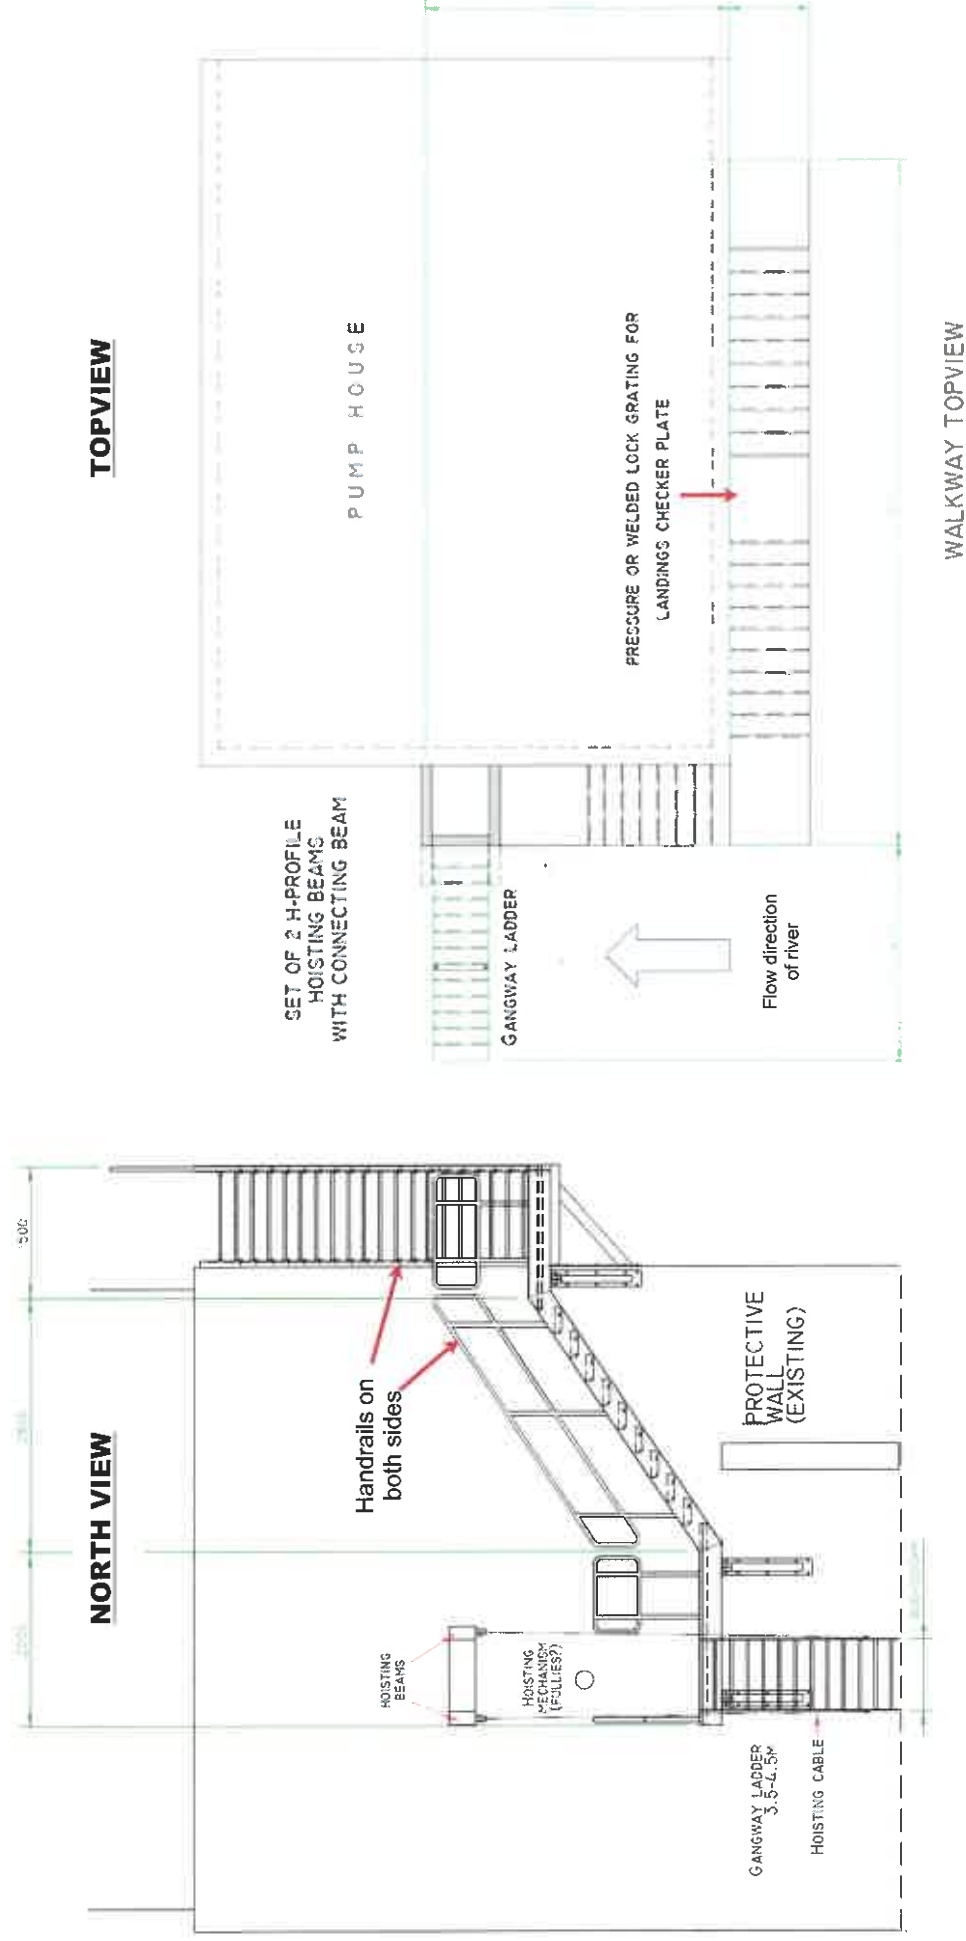 NORTH VIEW
Handrails on
both sides
HOISTING
BEAMS
HOISTING
MECHANISM
(PULLIES?)
PROTECTIVE
WALL
(EXISTING)
GANGWAY LADDER
3.5-4.5M
HOISTING CABLE
TOPVIEW
PUMP HOUSE
SET OF 2 H-PROFILE
HOISTING BEAMS
WITH CONNECTING BEAM
GANGWAY LADDER
PRESSURE OR WELDED LOCK GRATING FOR
LANDINGS CHECKER PLATE
Flow direction
of river
WALKWAY TOPVIEW